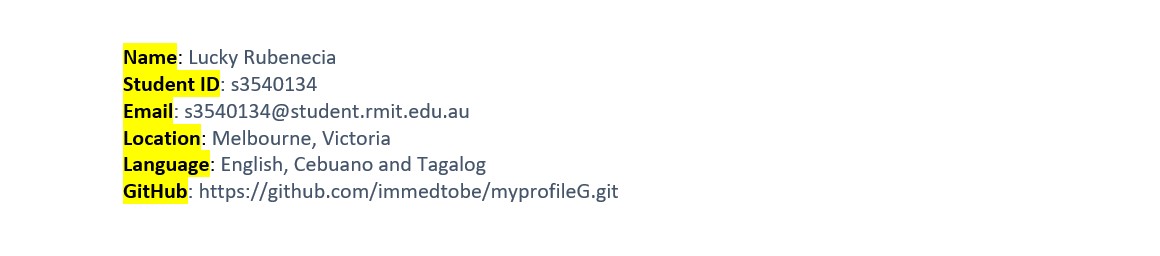 Name: Lucky Rubenecia
Student ID: s3540134
Email: s3540134@student.rmit.edu.au
Location: Melbourne, Victoria
Language: English, Cebuano and Tagalog
GitHub: https://github.com/immedtobe/myprofileG.git